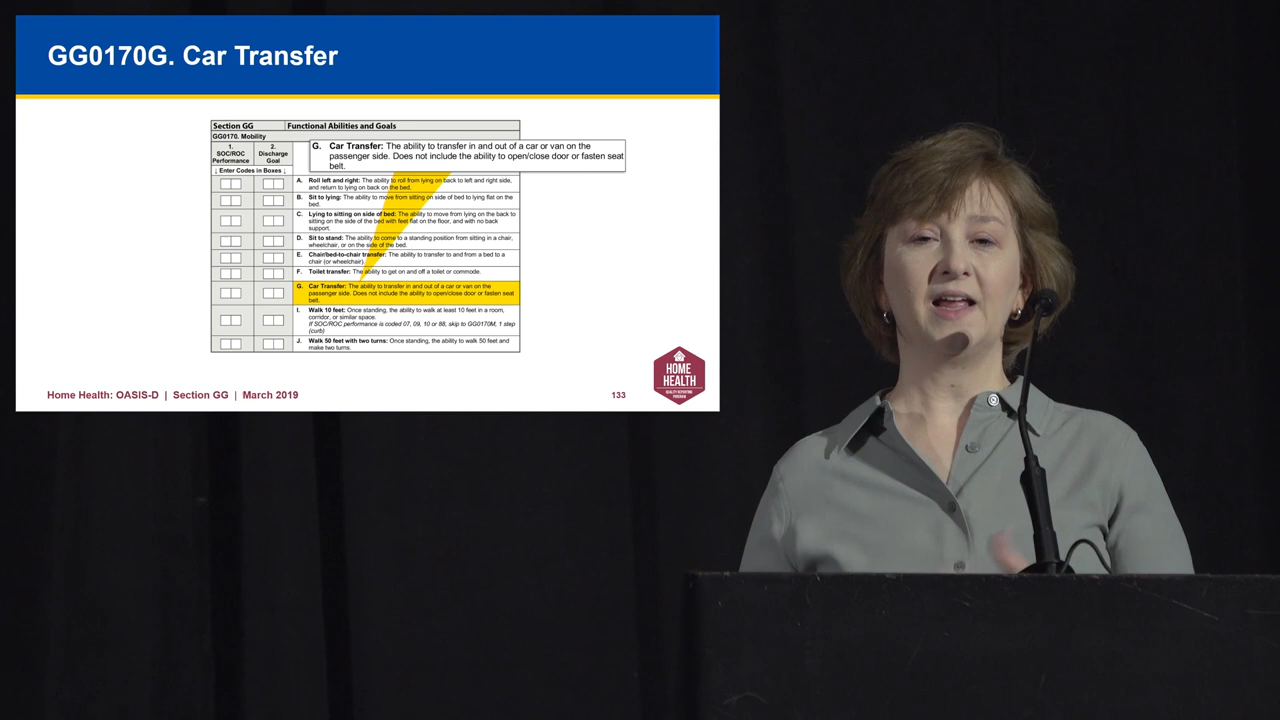 GG0170G. Car Transfer
Section GG Functional Abilities and Goals
GG0170. Mobility
1.
SOC/ROC
Performance
2.
Discharge
Goal
↓ Enter Codes in Boxes ↓
G. Car Transfer: The ability to transfer in and out of a car or van on the
passenger side. Does not include the ability to open/close door or fasten seat
belt.
A. Roll left and right: The ability to roll from lying on back to left and right side,
and return to lying on back on the bed.
B. Sit to lying: The ability to move from sitting on side of bed to lying flat on the
bed.
C. Lying to sitting on side of bed: The ability to move from lying on the back to
sitting on the side of the bed with feet flat on the floor, and with no back
support.
D. Sit to stand: The ability to come to a standing position from sitting in a chair,
wheelchair, or on the side of the bed.
E. Chair/bed-to-chair transfer: The ability to transfer to and from a bed to a
chair (or wheelchair)
F. Toilet transfer: The ability to get on and off a toilet or commode.
G. Car Transfer: The ability to transfer in and out of a car or van on the
passenger side. Does not include the ability to open/close door or fasten seat
belt.
I. Walk 10 feet: Once standing, the ability to walk at least 10 feet in a room,
corridor, or similar space.
If SOC/ROC performance is coded 07, 09, 10 or 88, skip to GG0170M, 1 step
(curb)
J. Walk 50 feet with two turns: Once standing, the ability to walk 50 feet and
make two turns.
HOME
HEALTH
QUALITY REPORTING
PROGRAM
Home Health: OASIS-D | Section GG | March 2019
133